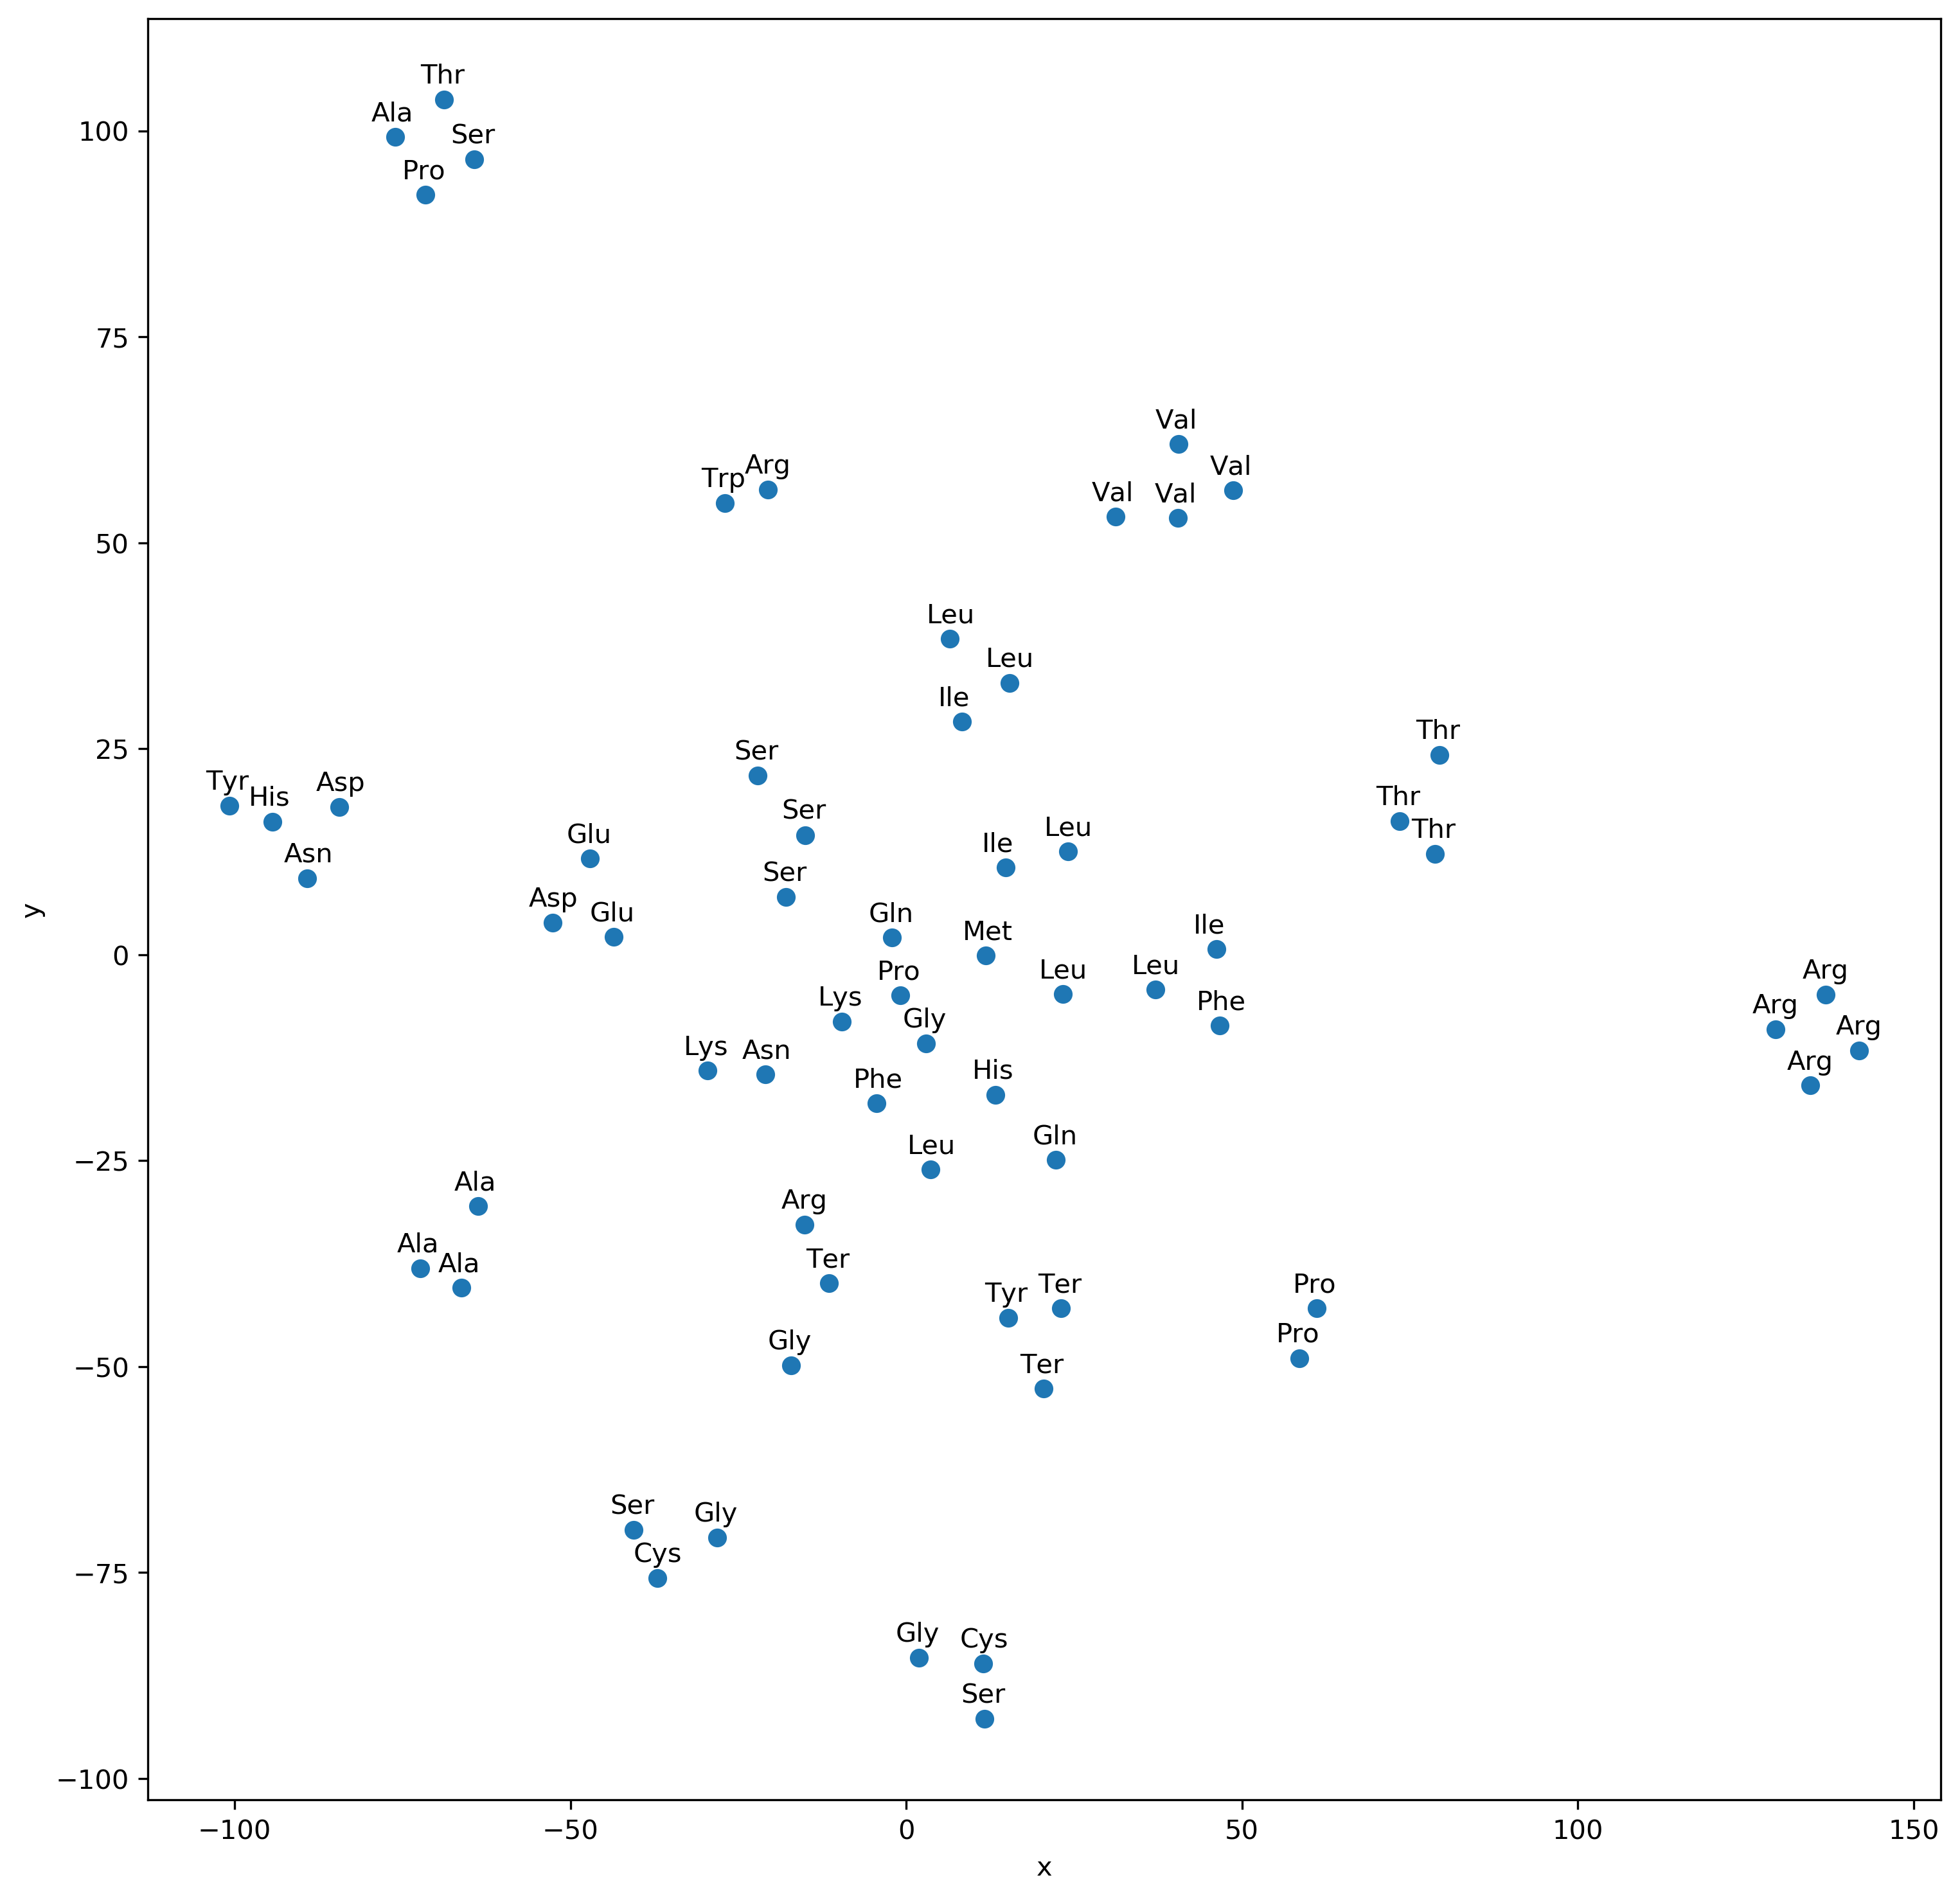 Thr
Ala
100
Ser
Pro
75
Val
Arg
Val
Trp
Val
Val
50
Leu
Leu
Ile
Ser
25
Thr
Tyr
Asp
His
Thr
Ser
Glu
Leu
Thr
Asn
Ile
Ser
Asp
Glu
Gln
Ile
y
0
Met
Pro
Leu
Leu
Arg
Lys
Phe
Arg
Gly
Arg
Lys
Asn
Arg
Phe
His
Gln
−25
Leu
Ala
Arg
Ala
Ter
Ala
Ter
Pro
Tyr
Pro
Gly
−50
Ter
Ser
Gly
Cys
−75
Gly
Cys
Ser
−100
−100
−50
0
50
100
150
x